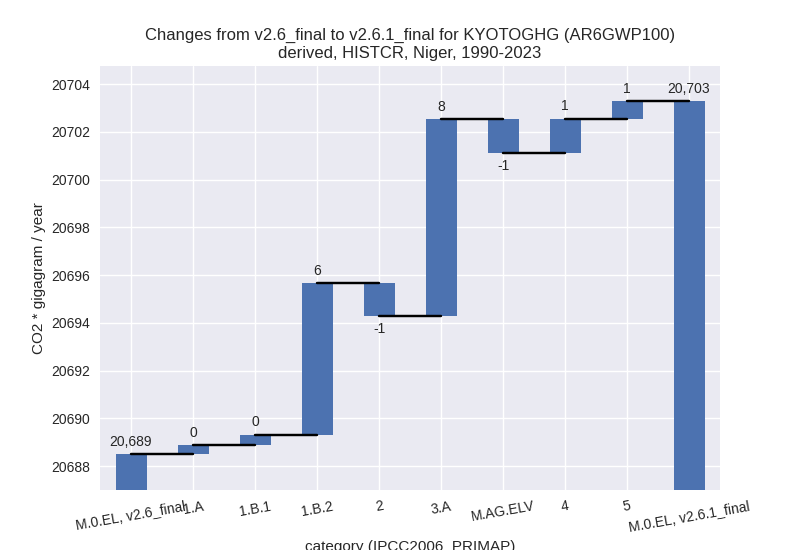 Changes from v2.6_final to v2.6.1_final for KYOTOGHG (AR6GWP100)
derived, HISTCR, Niger, 1990-2023
CO2 * gigagram / year
20704
20702
20700
20698
20696
20694
20692
20690
20688
20,689
0
0
6
-1
8
-1
1
1
20,703
M.0.EL, v2.6_final
1.A
1.B.1
1.B.2
2
3.A
M.AG.ELV
4
5
M.0.EL, v2.6.1_final
category (IPCC2006_PRIMAP)